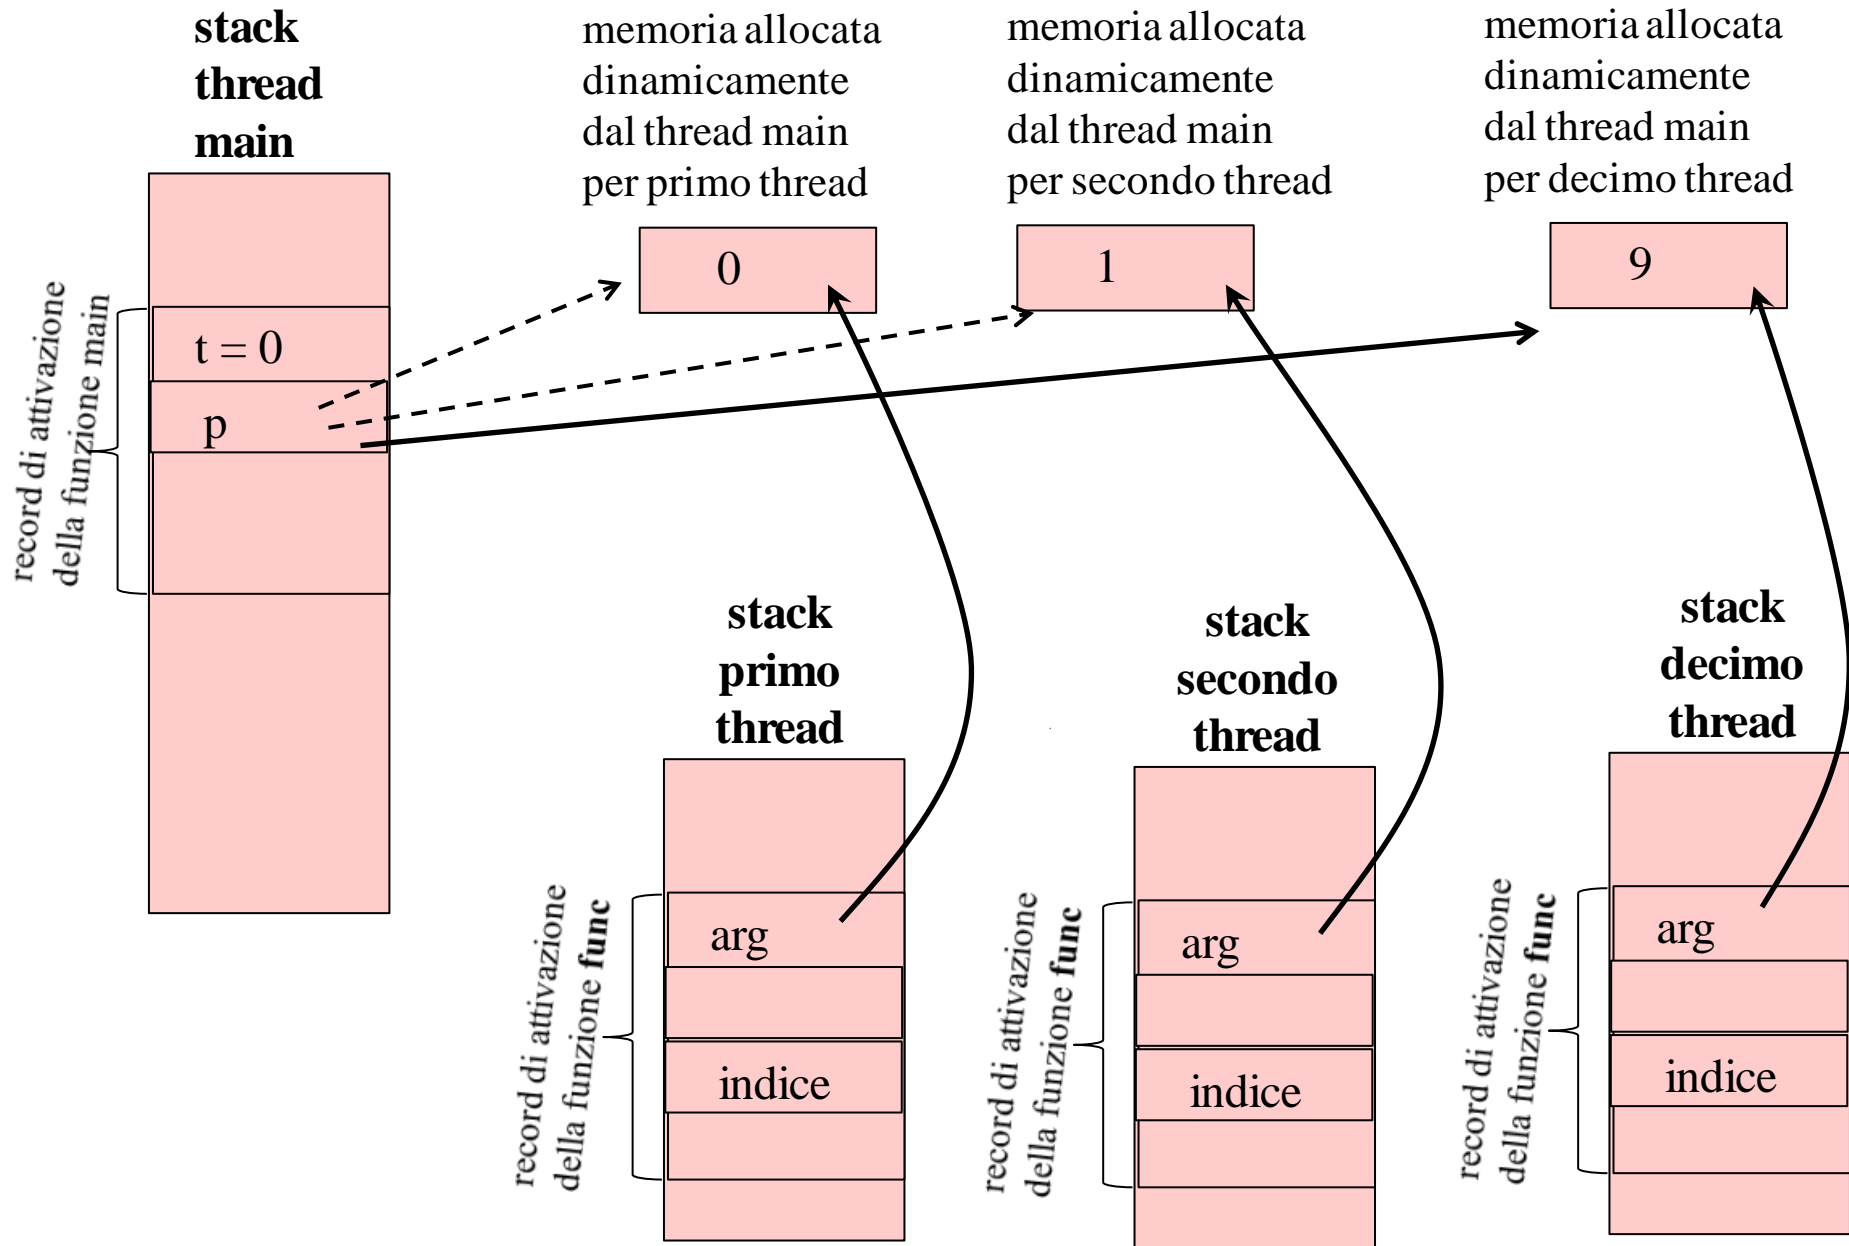 stack
thread
main
memoria allocata
dinamicamente
dal thread main
per primo thread
memoria allocata
dinamicamente
dal thread main
per secondo thread
memoria allocata
dinamicamente
dal thread main
per decimo thread
0
1
9
record di attivazione
della funzione main
t = 0
p
stack
primo
thread
stack
secondo
thread
stack
decimo
thread
record di attivazione
della funzione func
arg
indice
record di attivazione
della funzione func
arg
indice
record di attivazione
della funzione func
arg
indice